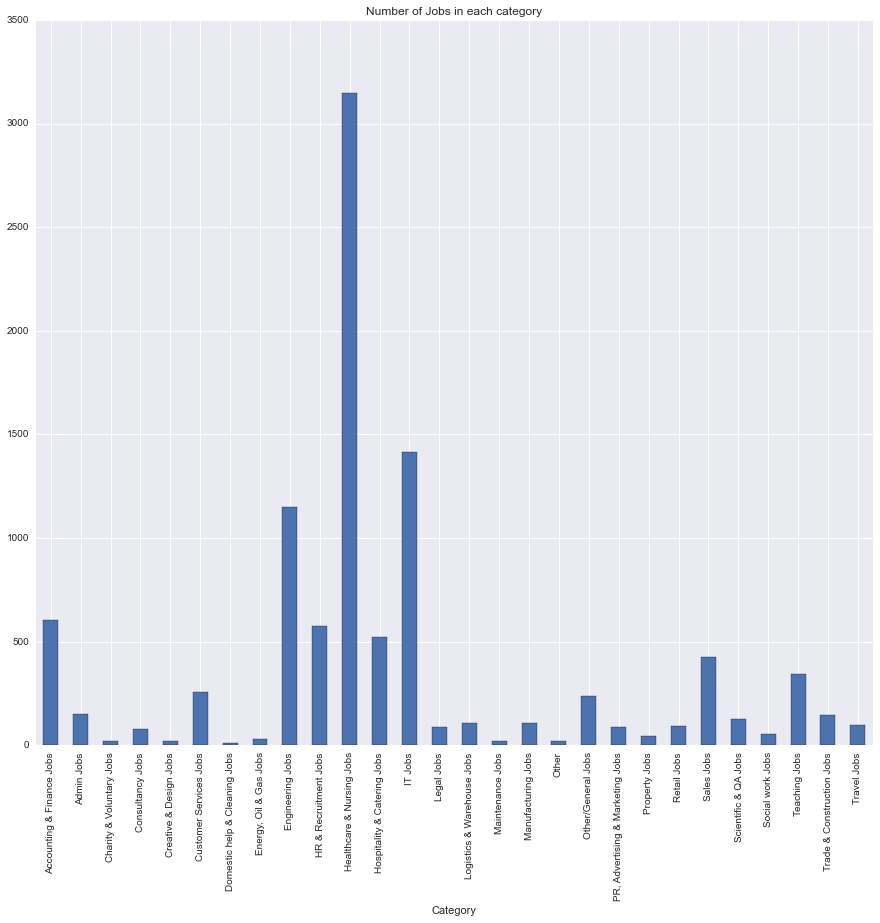 Number of Jobs in each category
3500
3000
2500
2000
1500
1000
500
0
Accounting & Finance Jobs
Admin Jobs
Charity & Voluntary Jobs
Consultancy Jobs
Creative & Design Jobs
Customer Services Jobs
Domestic help & Cleaning Jobs
Energy, Oil & Gas Jobs
Engineering Jobs
HR & Recruitment Jobs
Healthcare & Nursing Jobs
Hospitality & Catering Jobs
IT Jobs
Legal Jobs
Logistics & Warehouse Jobs
Maintenance Jobs
Manufacturing Jobs
Other
Other/General Jobs
PR, Advertising & Marketing Jobs
Property Jobs
Retail Jobs
Sales Jobs
Scientific & QA Jobs
Social work Jobs
Teaching Jobs
Trade & Construction Jobs
Travel Jobs
Category